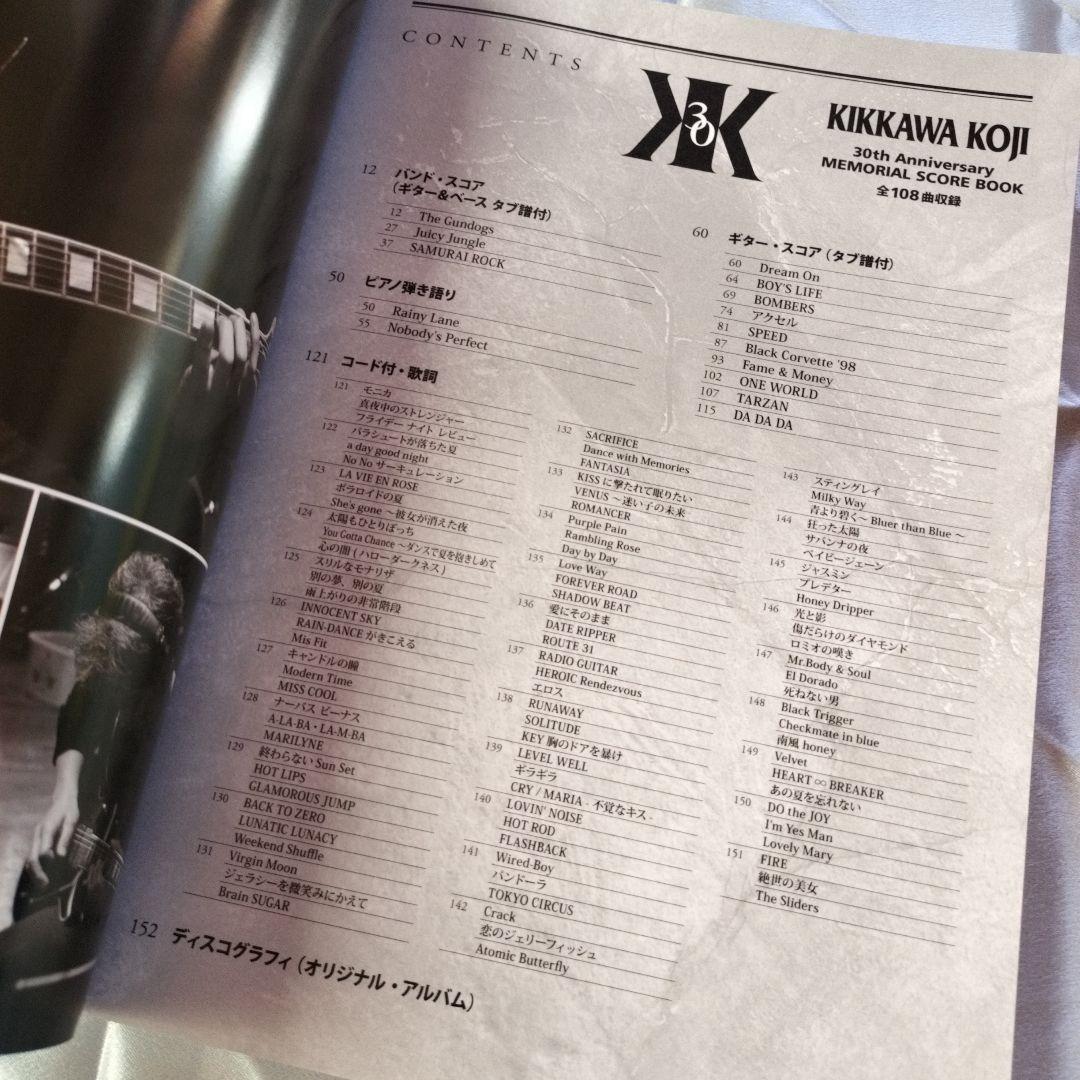 CONTENTS
30
KIKKAWA KOJI
30th Anniversary
MEMORIAL SCORE BOOK
全108曲収録
12 バンド・スコア
(ギター&ベース タブ譜付)
12 The Gundogs
27 Juicy Jungle
37 SAMURAI ROCK
50 ピアノ弾き語り
50 Rainy Lane
55 Nobody's Perfect
60 ギター・スコア (タブ譜付)
60 Dream On
64 BOY'S LIFE
69 BOMBERS
74 アクセル
81 SPEED
87 Black Corvette '98
93 Fame & Money
102 ONE WORLD
107 TARZAN
115 DA DA DA
121 コード付・歌詞
121 モニカ
真夜中のストレンジャー
フライデー ナイト レビュー
122 パラシュートが落ちた夏
a day good night
No No サーキュレーション
123 LA VIE EN ROSE
ポラロイドの夏
She's gone ～彼女が消えた夜
124 太陽もひとりぼっち
You Gotta Chance ～ダンスで夏を抱きしめて
心の闇 (ハローダークネス)
125 スリルなモナリザ
別の夢、別の夏
雨上がりの非常階段
126 INNOCENT SKY
RAIN-DANCE がきこえる
Mis Fit
127 キャンドルの瞳
Modern Time
MISS COOL
128 ナーバス ビーナス
A-LA-BA・LA-M-BA
MARILYNE
129 終わらない Sun Set
HOT LIPS
GLAMOROUS JUMP
130 BACK TO ZERO
LUNATIC LUNACY
Weekend Shuffle
131 Virgin Moon
ジェラシーを微笑みにかえて
Brain SUGAR
132 SACRIFICE
Dance with Memories
FANTASIA
133 KISS に撃たれて眠りたい
VENUS ～迷い子の未来
ROMANCER
134 Purple Pain
Rambling Rose
Day by Day
135 Love Way
FOREVER ROAD
SHADOW BEAT
136 愛にそのまま
DATE RIPPER
ROUTE 31
137 RADIO GUITAR
HEROIC Rendezvous
エロス
138 RUNAWAY
SOLITUDE
KEY 胸のドアを暴け
139 LEVEL WELL
ギラギラ
CRY / MARIA - 不覚なキス -
140 LOVIN' NOISE
HOT ROD
FLASHBACK
141 Wired-Boy
パンドーラ
TOKYO CIRCUS
142 Crack
恋のジェリーフィッシュ
Atomic Butterfly
143 スティングレイ
Milky Way
青より碧く～ Bluer than Blue ～
144 狂った太陽
サバンナの夜
ベイビージェーン
145 ジャスミン
プレデター
Honey Dripper
146 光と影
傷だらけのダイヤモンド
ロミオの嘆き
147 Mr.Body & Soul
El Dorado
死ねない男
148 Black Trigger
Checkmate in blue
南風 honey
149 Velvet
HEART ∞ BREAKER
あの夏を忘れない
150 DO the JOY
I'm Yes Man
Lovely Mary
151 FIRE
絶世の美女
The Sliders
152 ディスコグラフィ (オリジナル・アルバム)